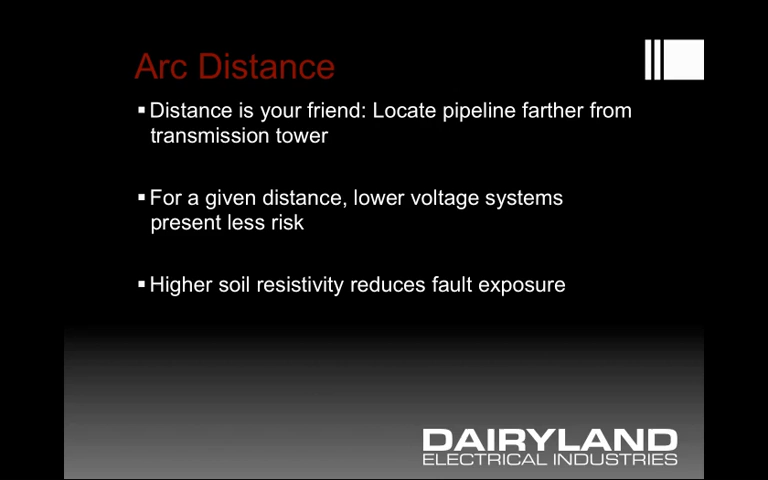 Arc Distance
▪Distance is your friend: Locate pipeline farther from
transmission tower
▪For a given distance, lower voltage systems
present less risk
▪Higher soil resistivity reduces fault exposure
DAIRYLAND
ELECTRICAL INDUSTRIES